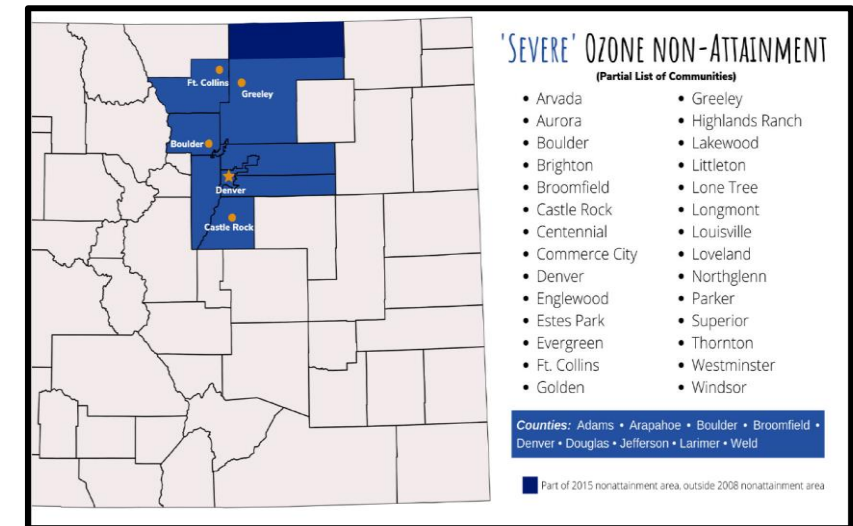 'Severe' Ozone non-Attainment
(Partial List of Communities)
• Arvada
• Aurora
• Boulder
• Brighton
• Broomfield
• Castle Rock
• Centennial
• Commerce City
• Denver
• Englewood
• Estes Park
• Evergreen
• Ft. Collins
• Golden
• Greeley
• Highlands Ranch
• Lakewood
• Littleton
• Lone Tree
• Longmont
• Louisville
• Loveland
• Northglenn
• Parker
• Superior
• Thornton
• Westminster
• Windsor
Counties: Adams • Arapahoe • Boulder • Broomfield •
Denver • Douglas • Jefferson • Larimer • Weld
Part of 2015 nonattainment area, outside 2008 nonattainment area
Ft. Collins
Greeley
Boulder
Denver
Castle Rock